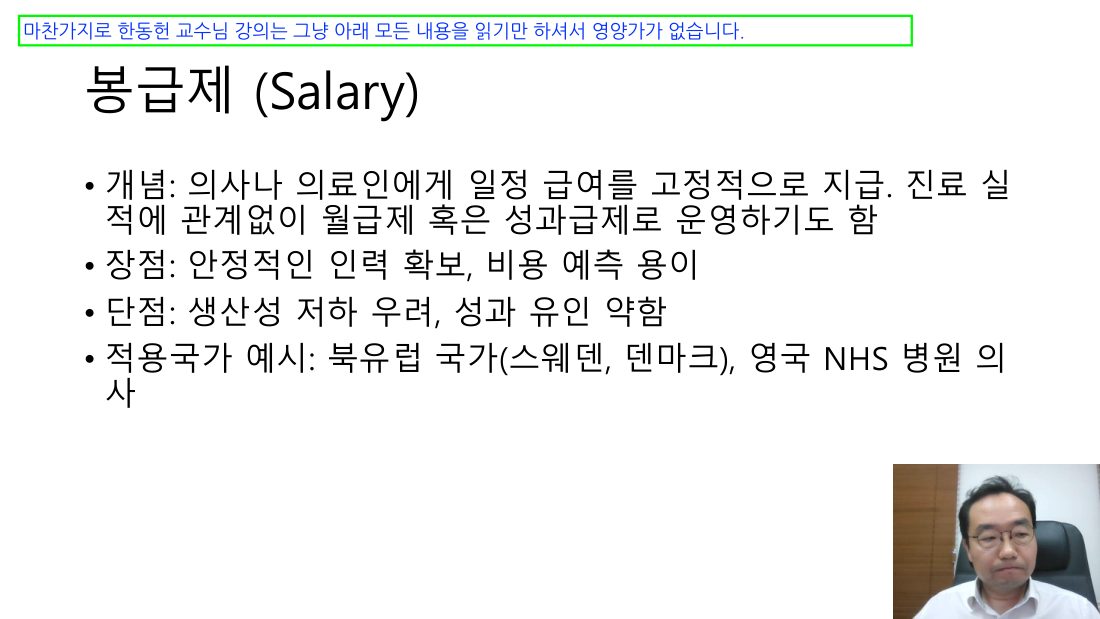 마찬가지로 한동헌 교수님 강의는 그냥 아래 모든 내용을 읽기만 하셔서 영양가가 없습니다.
봉급제 (Salary)
• 개념: 의사나 의료인에게 일정 급여를 고정적으로 지급. 진료 실
적에 관계없이 월급제 혹은 성과급제로 운영하기도 함
• 장점: 안정적인 인력 확보, 비용 예측 용이
• 단점: 생산성 저하 우려, 성과 유인 약함
• 적용국가 예시: 북유럽 국가(스웨덴, 덴마크), 영국 NHS 병원 의
사